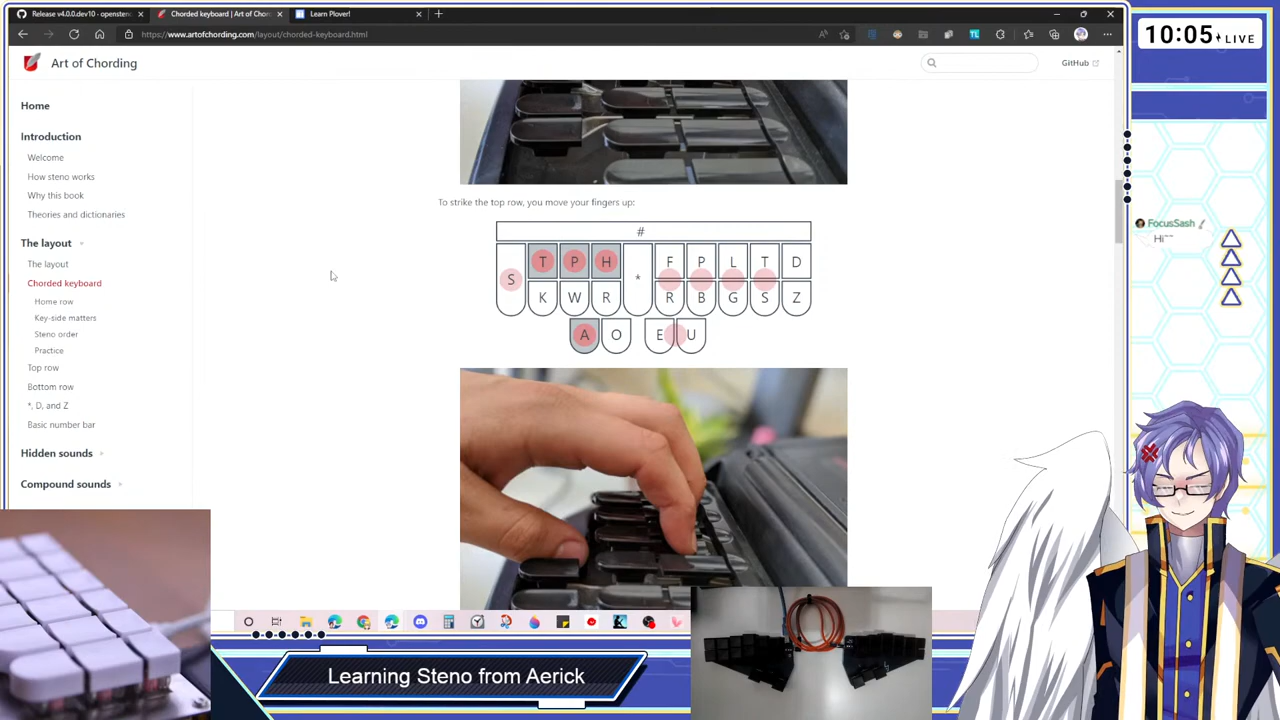 Release v4.0.0.dev10 · openstenc
Chorded keyboard | Art of Chord
Learn Plover!
https://www.artofchording.com/layout/chorded-keyboard.html
10:05 LIVE
Art of Chording
GitHub
Home
Introduction
Welcome
How steno works
Why this book
Theories and dictionaries
The layout
The layout
Chorded keyboard
Home row
Key-side matters
Steno order
Practice
Top row
Bottom row
*, D, and Z
Basic number bar
Hidden sounds
Compound sounds
To strike the top row, you move your fingers up:
#
S T P H * F P L T D
K W R R B G S Z
A O E U
FocusSash
Hi~~
Learning Steno from Aerick